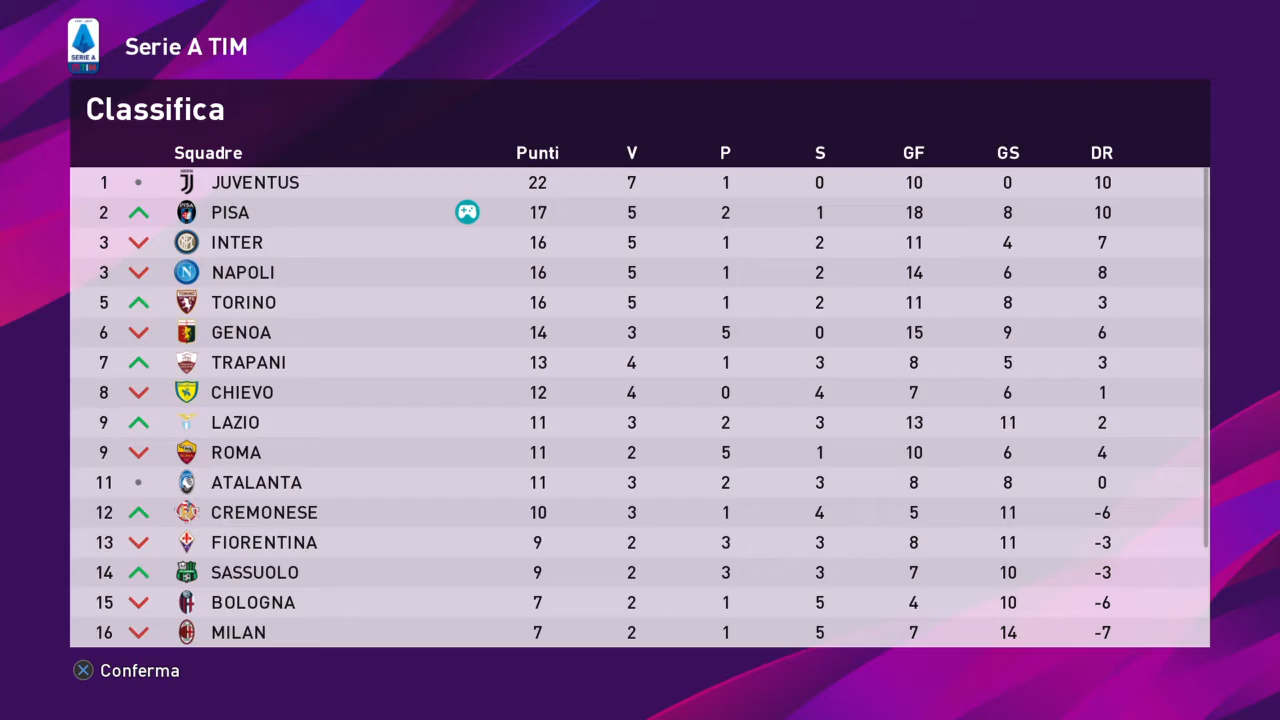 SERIE A
TIM
Serie A TIM
Classifica
Squadre Punti V P S GF GS DR
1 JUVENTUS 22 7 1 0 10 0 10
2 PISA 17 5 2 1 18 8 10
3 INTER 16 5 1 2 11 4 7
3 NAPOLI 16 5 1 2 14 6 8
5 TORINO 16 5 1 2 11 8 3
6 GENOA 14 3 5 0 15 9 6
7 TRAPANI 13 4 1 3 8 5 3
8 CHIEVO 12 4 0 4 7 6 1
9 LAZIO 11 3 2 3 13 11 2
9 ROMA 11 2 5 1 10 6 4
11 ATALANTA 11 3 2 3 8 8 0
12 CREMONESE 10 3 1 4 5 11 -6
13 FIORENTINA 9 2 3 3 8 11 -3
14 SASSUOLO 9 2 3 3 7 10 -3
15 BOLOGNA 7 2 1 5 4 10 -6
16 MILAN 7 2 1 5 7 14 -7
Conferma